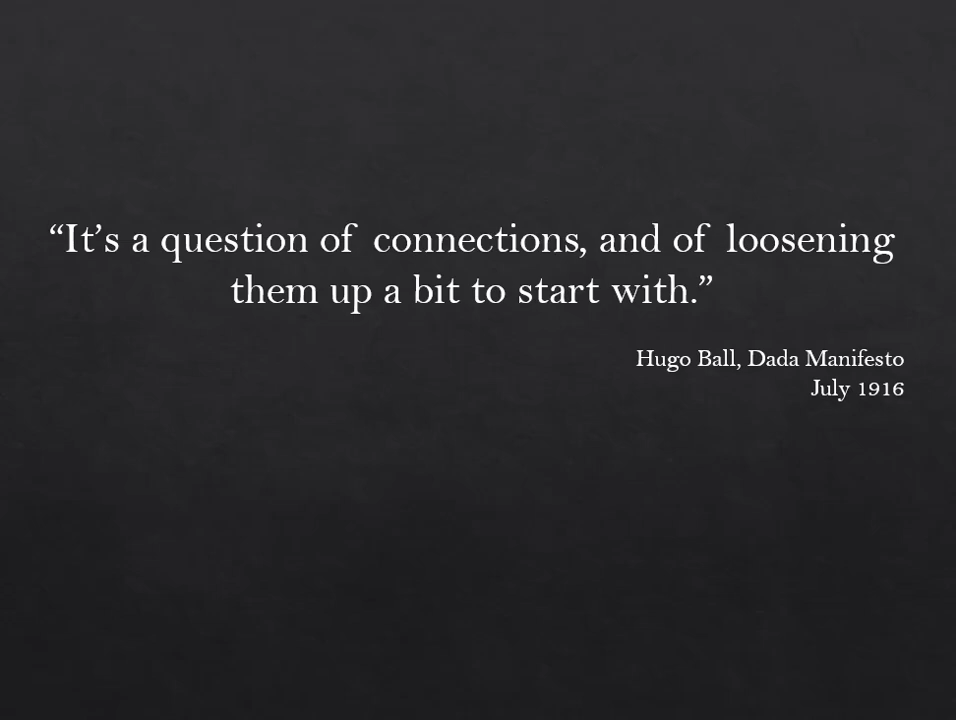 “It’s a question of connections, and of loosening
them up a bit to start with.”
Hugo Ball, Dada Manifesto
July 1916